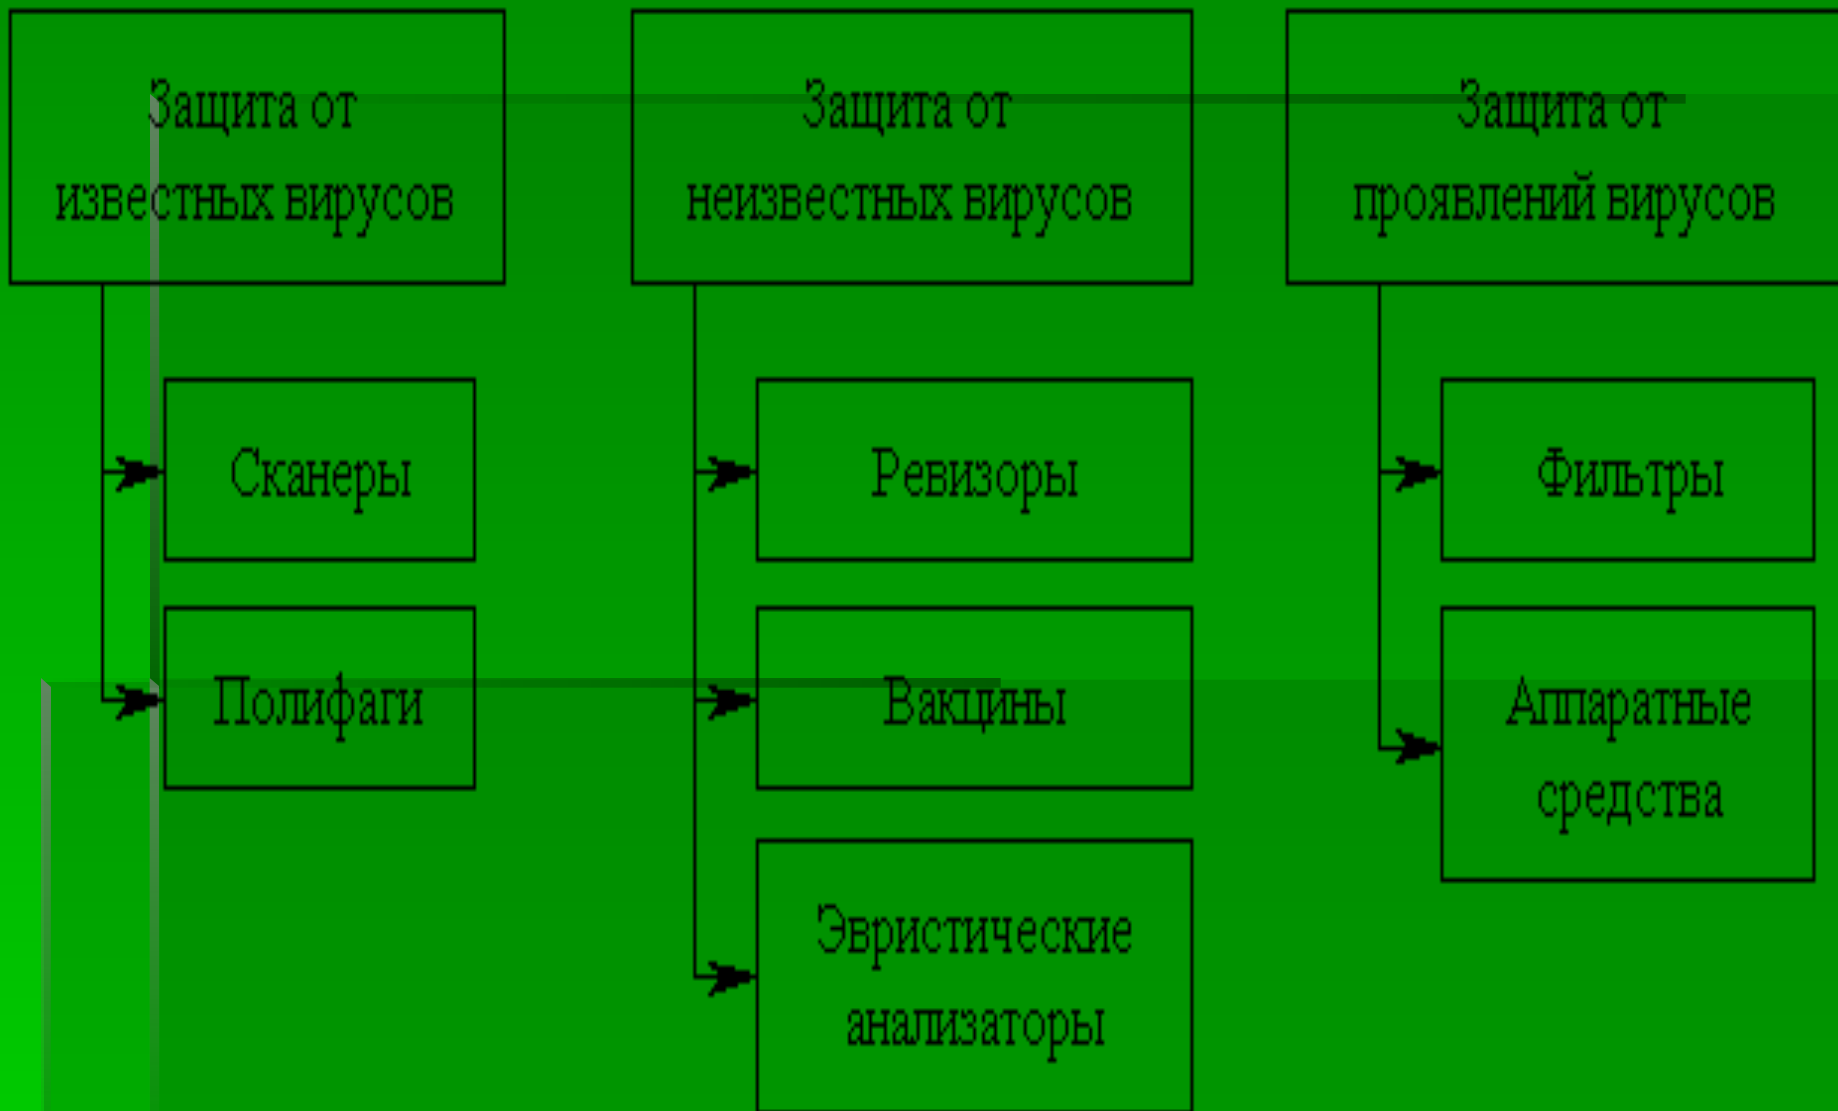 Защита от
известных вирусов
Сканеры
Полифаги
Защита от
неизвестных вирусов
Ревизоры
Вакцины
Эвристические
анализаторы
Защита от
проявлений вирусов
Фильтры
Аппаратные
средства